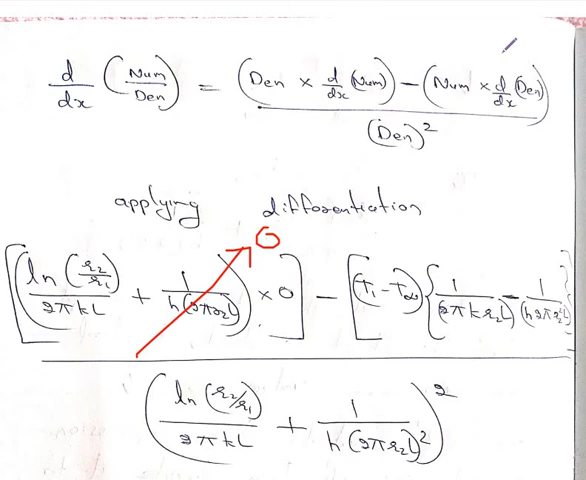 d/dx (Num/Den) = ((Den × d/dx (Num)) − (Num × d/dx (Den)))/(Den)²
applying differentiation
0
[(ln(r₂/r₁)/2πkL + 1/h(2πr₂L)) × 0] − [(T₁ − T∞) {1/(2πkr₂L) − 1/(h2πr₂²L)}]
(ln(r₂/r₁)/2πkL + 1/h(2πr₂L))²